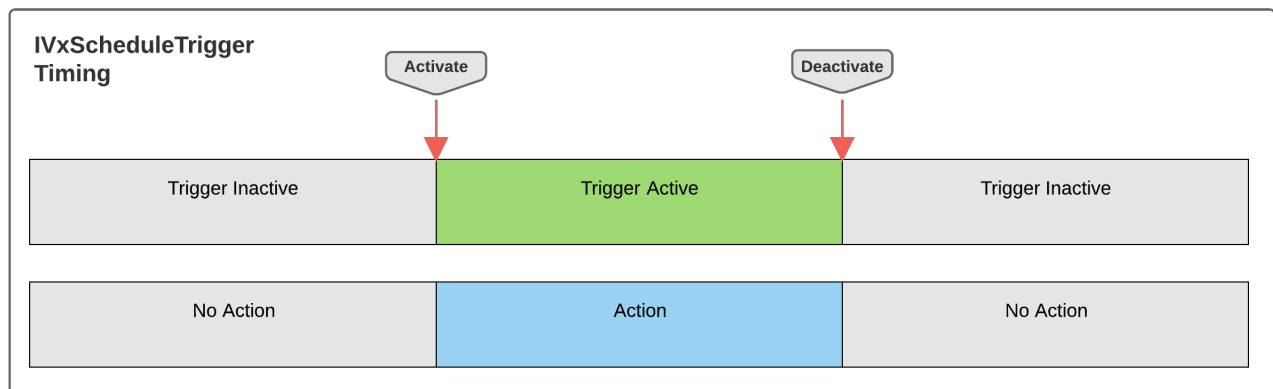 IVxScheduleTrigger
Timing
Activate
Deactivate
Trigger Inactive
Trigger Active
Trigger Inactive
No Action
Action
No Action